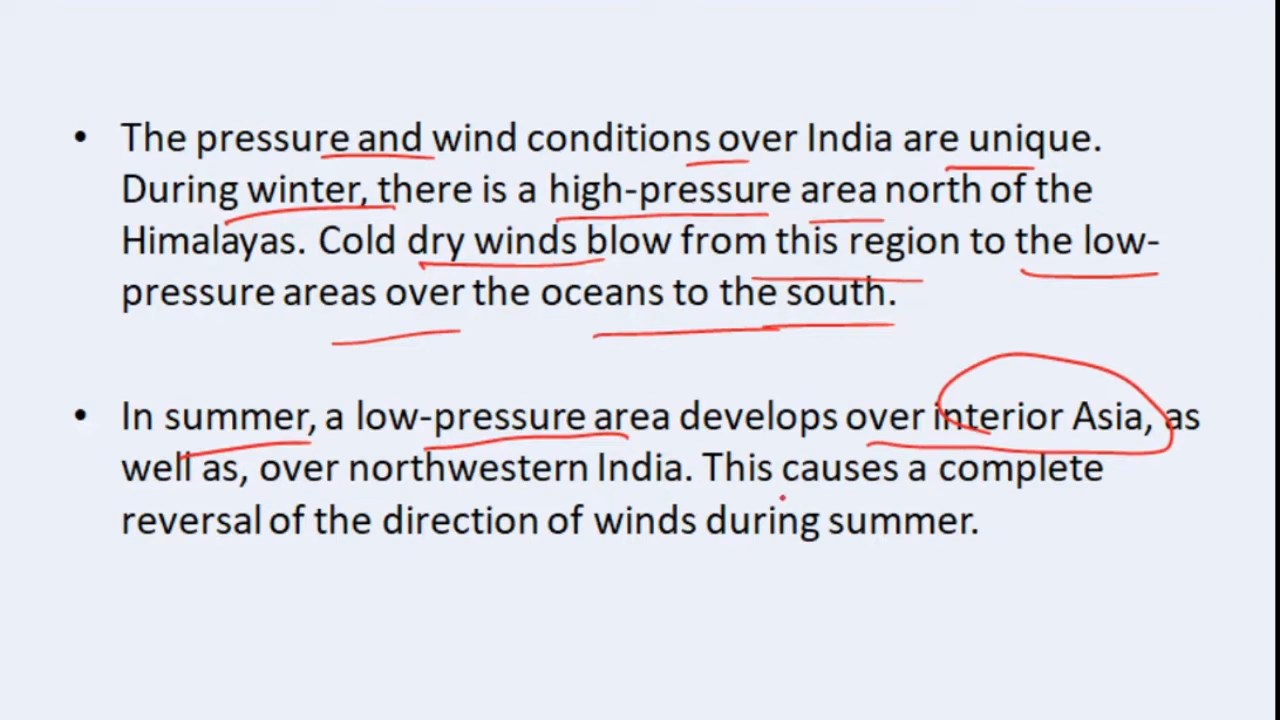 • The pressure and wind conditions over India are unique.
During winter, there is a high-pressure area north of the
Himalayas. Cold dry winds blow from this region to the low-
pressure areas over the oceans to the south.
• In summer, a low-pressure area develops over interior Asia, as
well as, over northwestern India. This causes a complete
reversal of the direction of winds during summer.